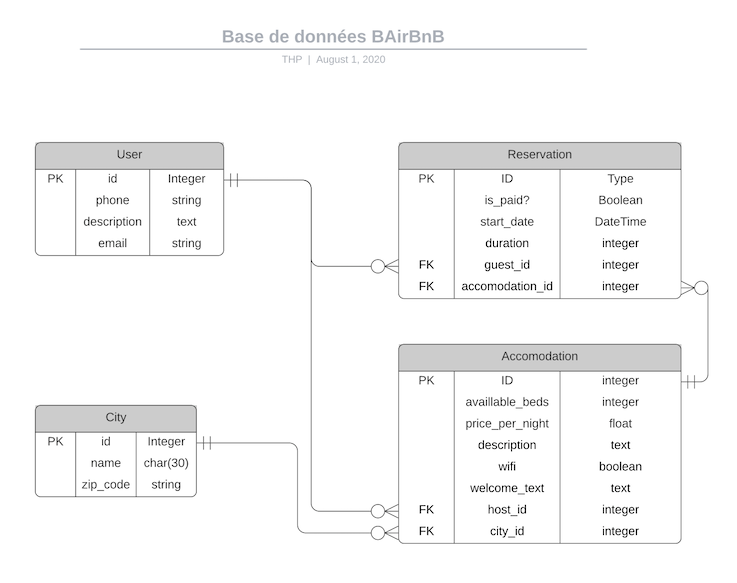 Base de données BAirBnB
THP | August 1, 2020
User
PK id Integer
phone string
description text
email string
Reservation
PK ID Type
is_paid? Boolean
start_date DateTime
duration integer
FK guest_id integer
FK accomodation_id integer
City
PK id Integer
name char(30)
zip_code string
Accomodation
PK ID integer
availlable_beds integer
price_per_night float
description text
wifi boolean
welcome_text text
FK host_id integer
FK city_id integer